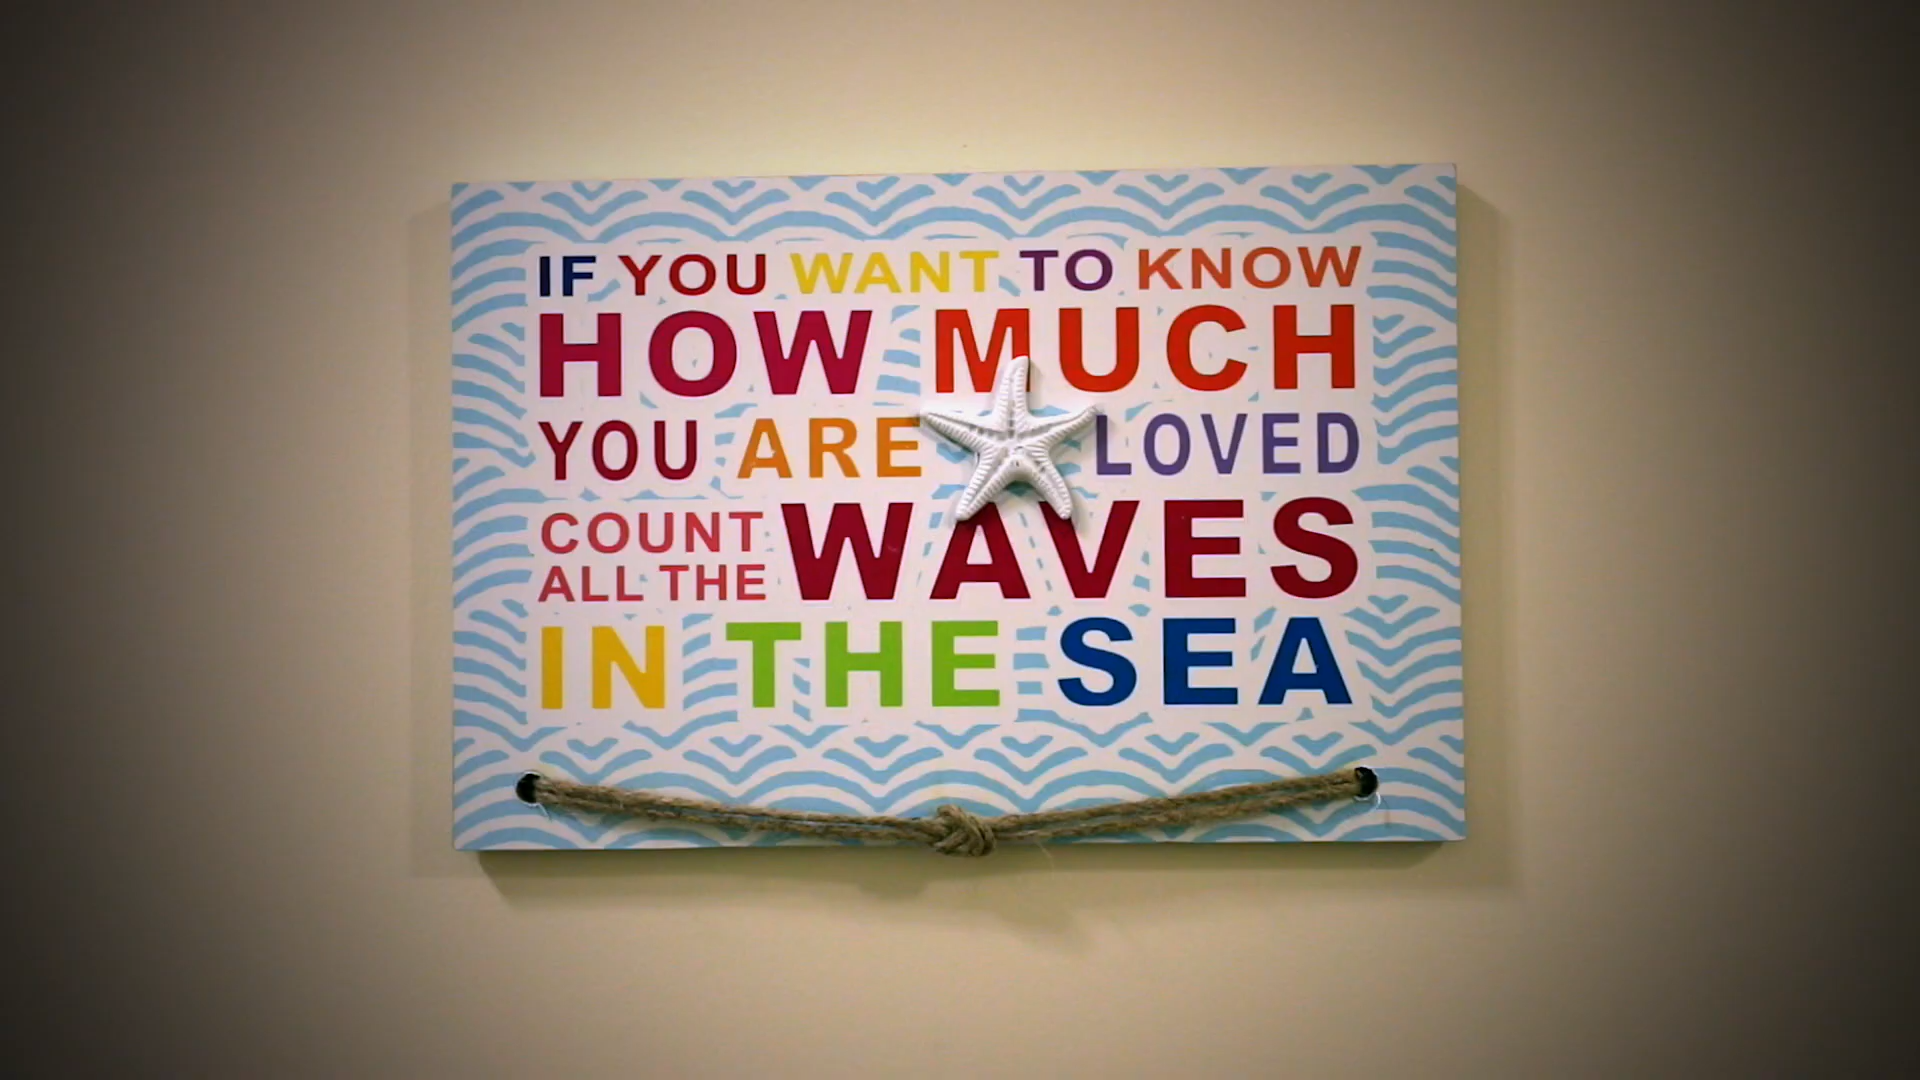 IF YOU WANT TO KNOW
HOW MUCH
YOU ARE LOVED
COUNT
ALL THE WAVES
IN THE SEA